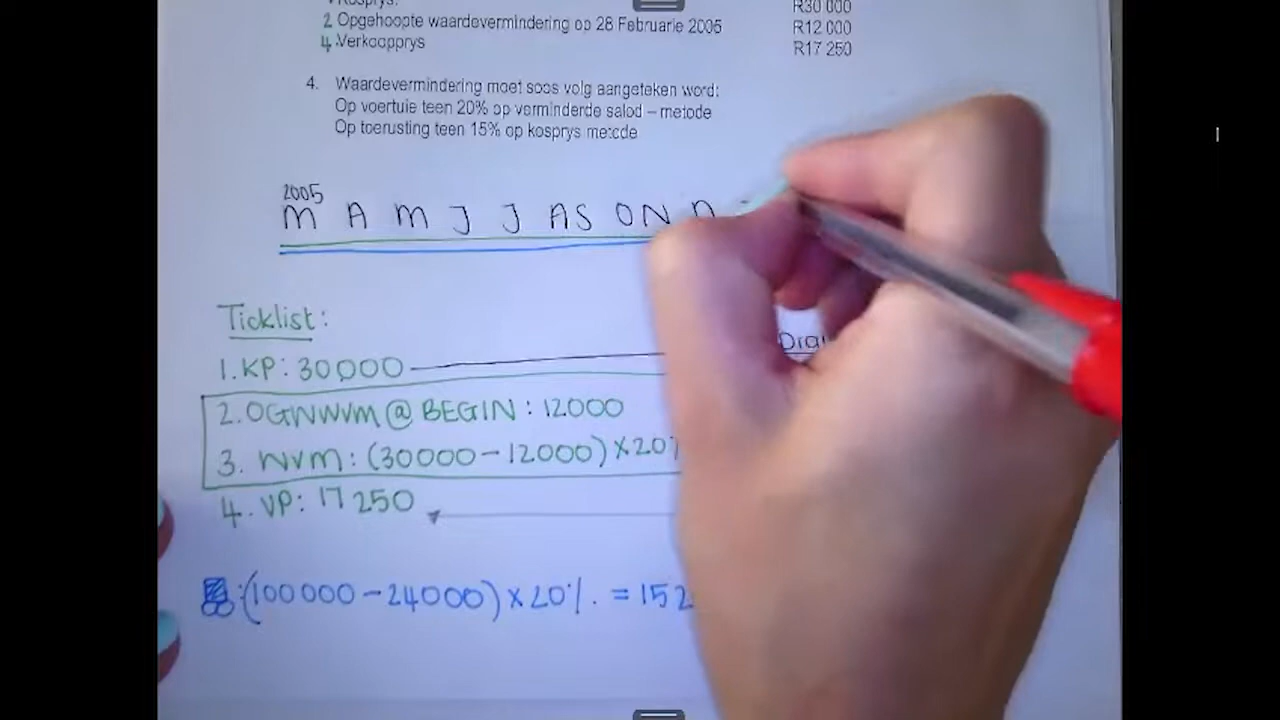 Kosprys: R30 000
2 Opgehoopte waardevermindering op 28 Februarie 2005 R12 000
4 Verkoopprys R17 250
4. Waardevermindering moet soos volg aangeteken word:
Op voertuie teen 20% op verminderde saldo – metode
Op toerusting teen 15% op kosprys metode
2005
M A M J J A S O N D
Ticklist:
1. KP: 30000
2. OGWWVM @ BEGIN: 12000
3. WVM: (30000-12000) x 20%
4. VP: 17 250
:(100000-24000) x 20%. = 152